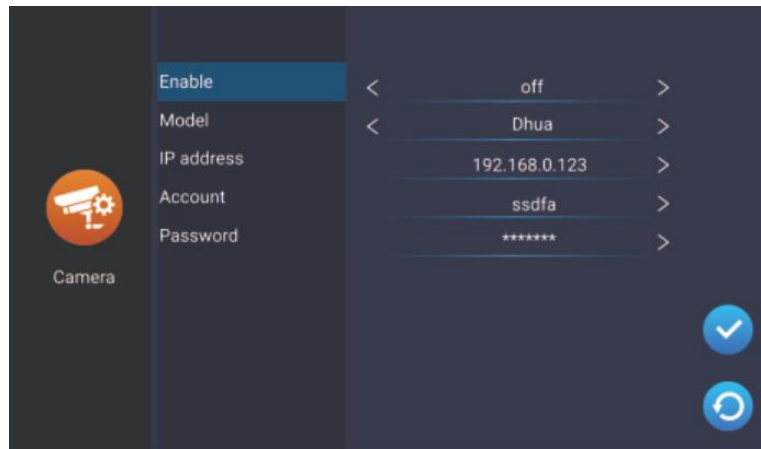 Enable < off >
Model < Dhua >
IP address 192.168.0.123 >
Account ssdfa >
Password ******* >
Camera